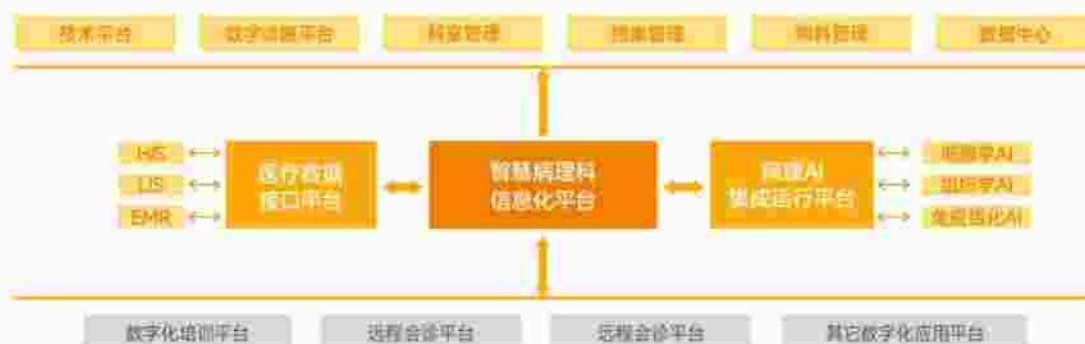 技术平台
数字诊断平台
科室管理
档案管理
物料管理
数据中心
HIS
LIS
EMR
医疗数据
接口平台
智慧病理科
信息化平台
病理AI
集成运行平台
细胞学AI
组织学AI
免疫组化AI
数字化培训平台
远程会诊平台
远程会诊平台
其它数字化应用平台